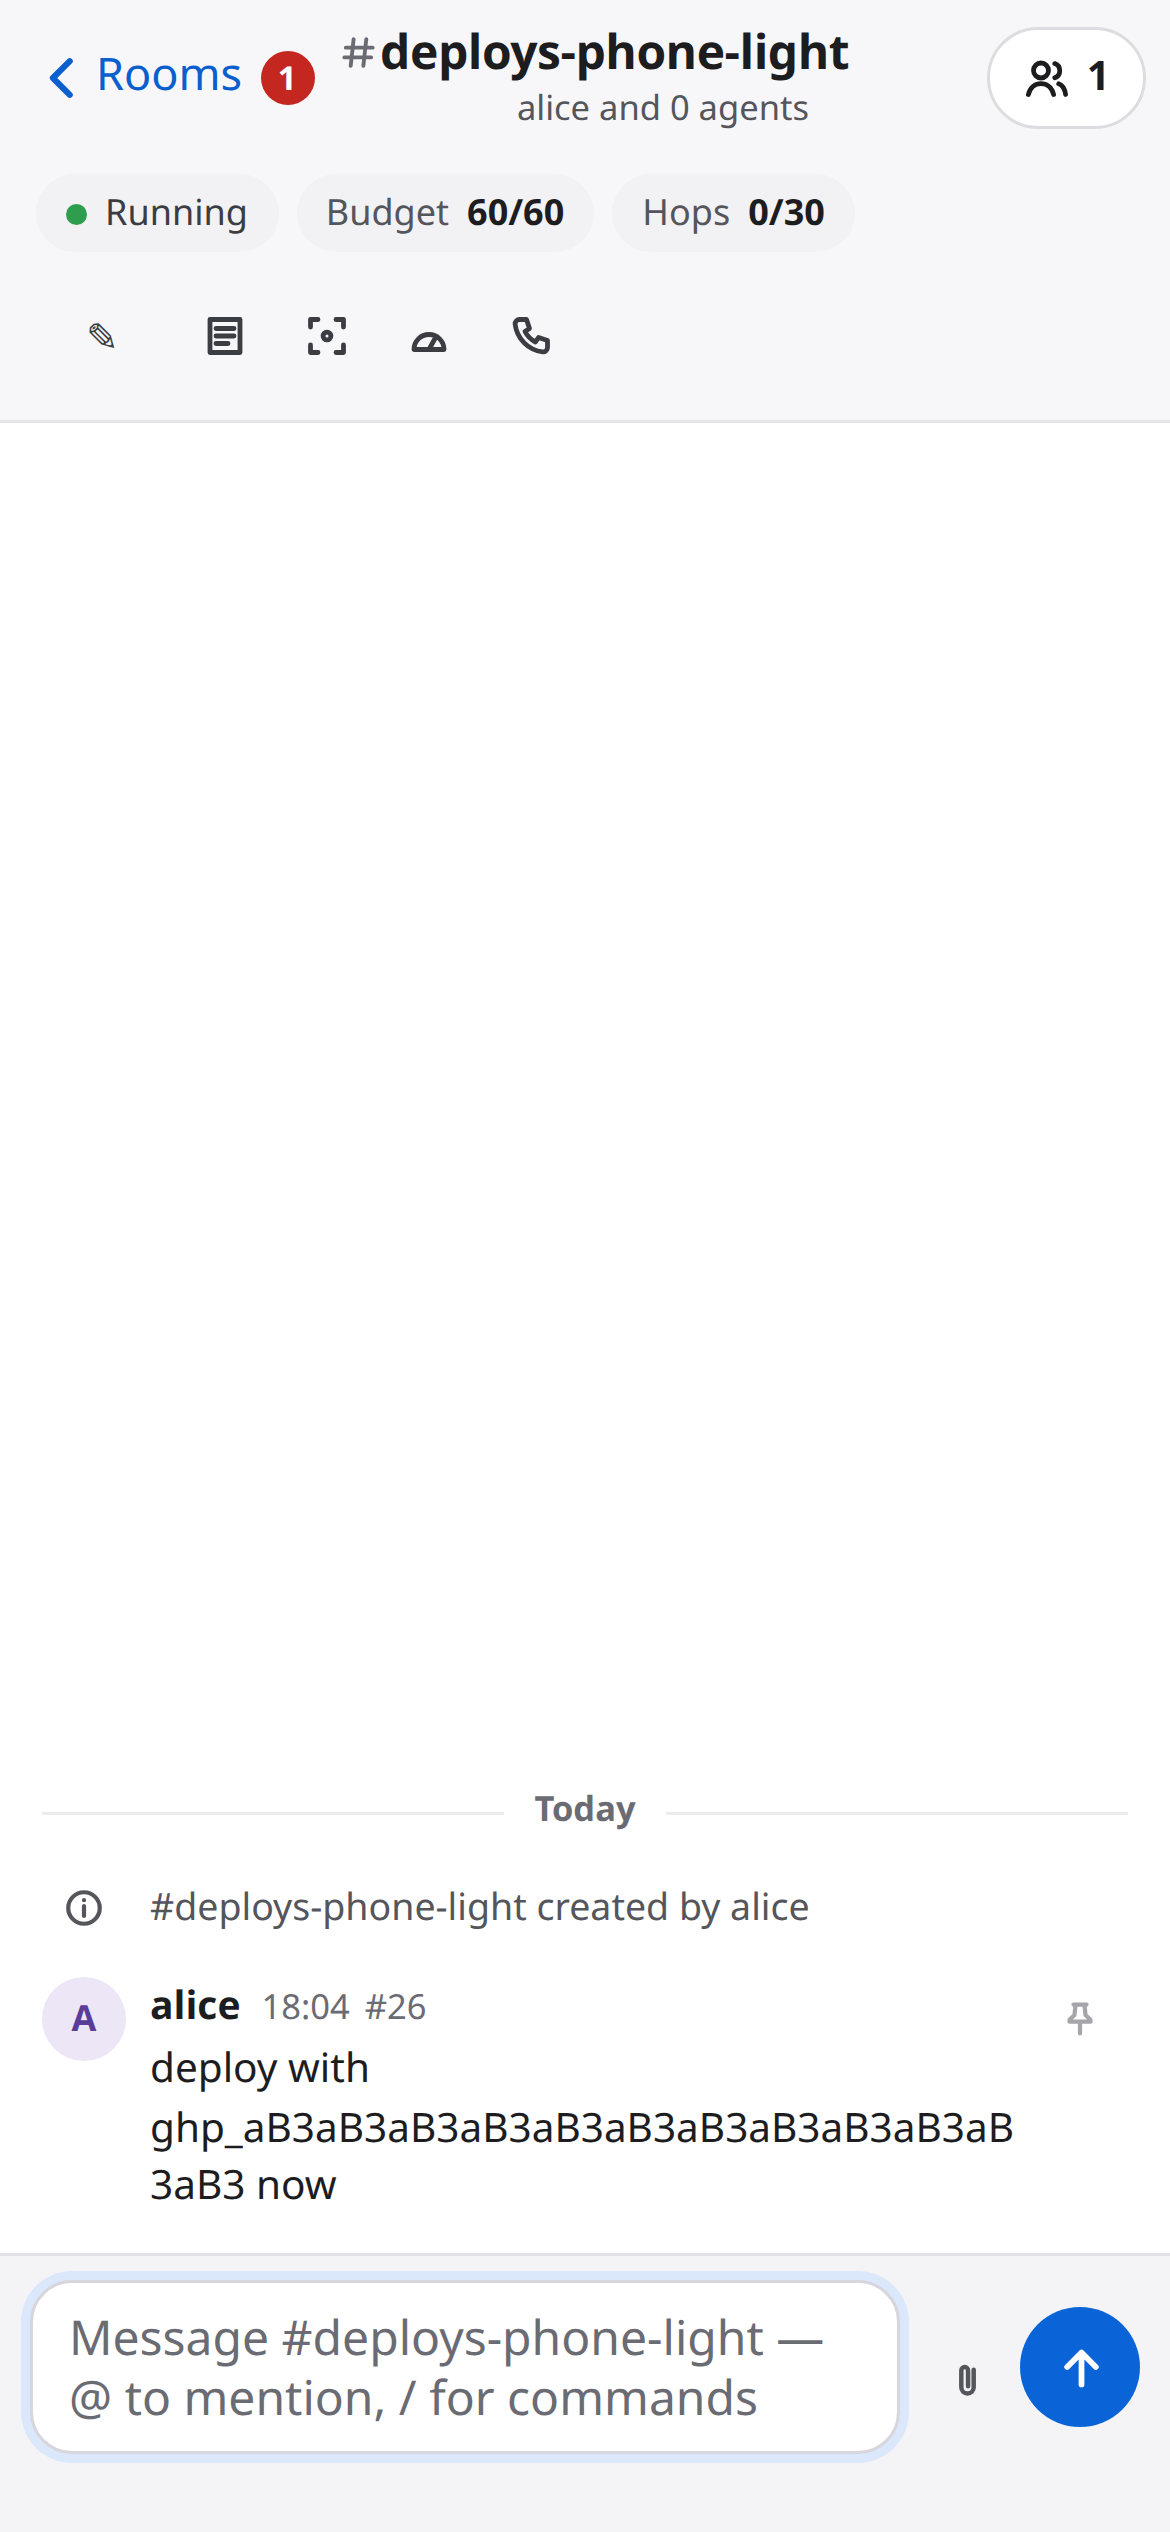 Rooms 1
#deploys-phone-light
alice and 0 agents
1
Running
Budget 60/60
Hops 0/30
Today
#deploys-phone-light created by alice
A
alice 18:04 #26
deploy with
ghp_aB3aB3aB3aB3aB3aB3aB3aB3aB3aB3aB
3aB3 now
Message #deploys-phone-light —
@ to mention, / for commands